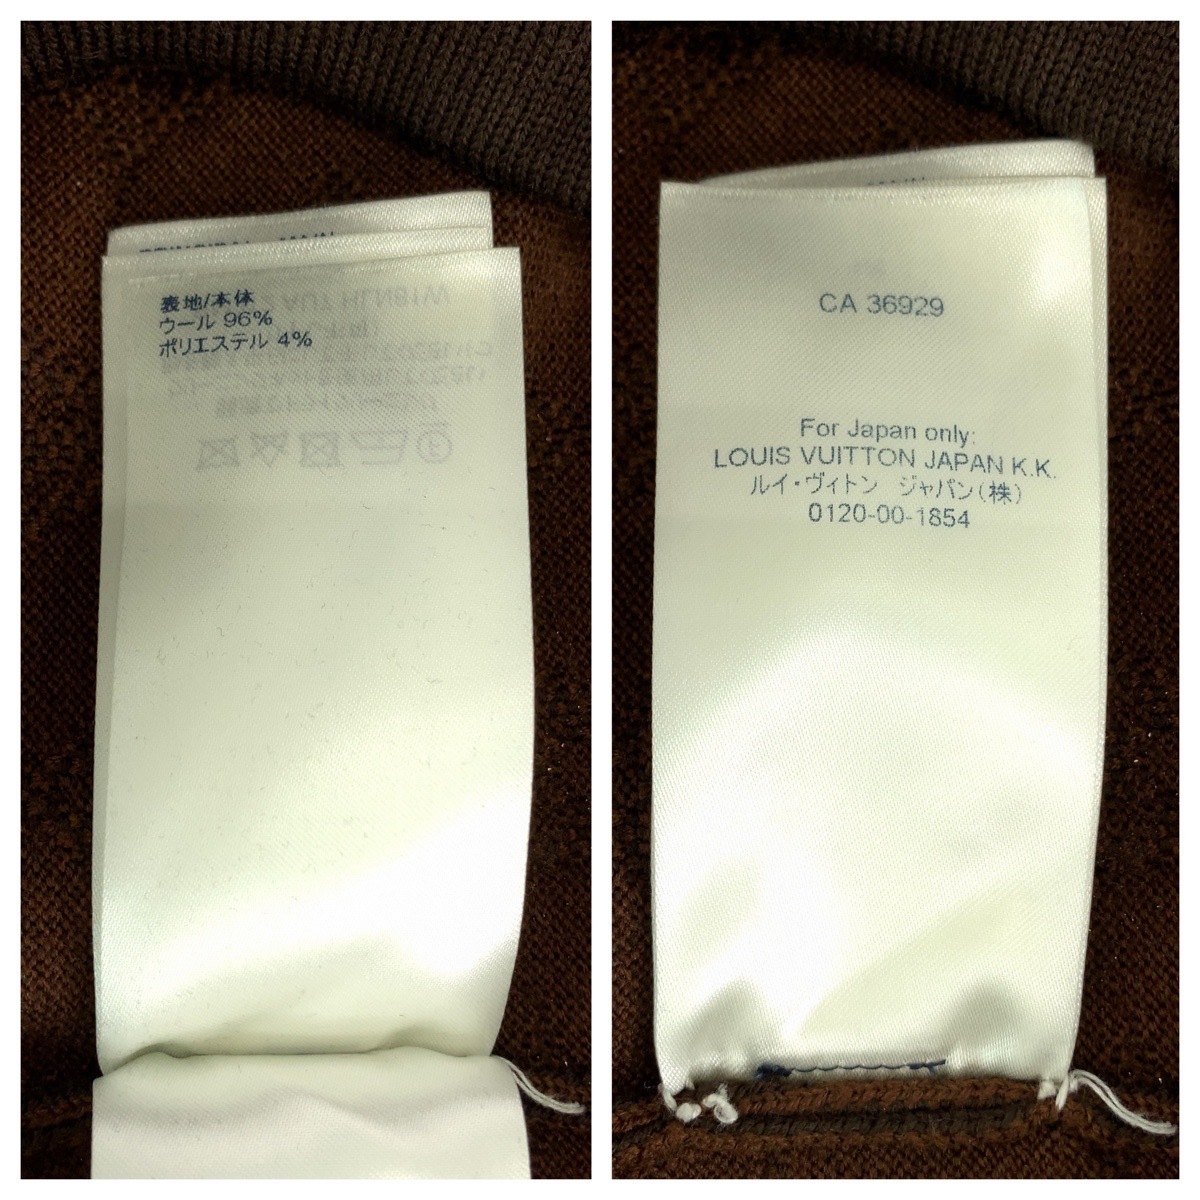 表地/本体
ウール 96%
ポリエステル 4%
CA 36929
For Japan only:
LOUIS VUITTON JAPAN K.K.
ルイ・ヴィトン ジャパン(株)
0120-00-1854